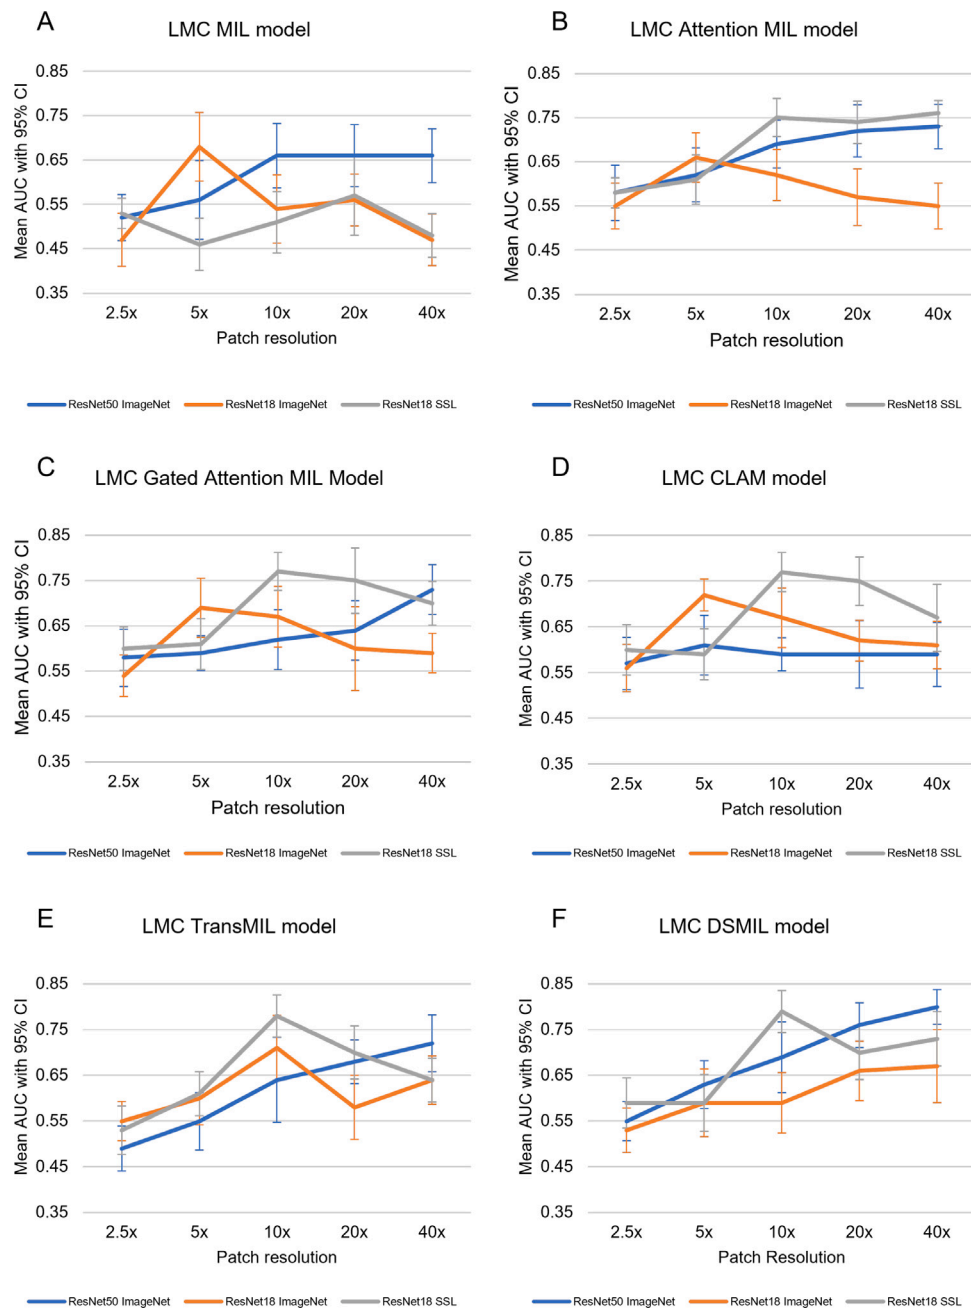 A
LMC MIL model
Mean AUC with 95% CI
0.85
0.75
0.65
0.55
0.45
0.35
2.5x 5x 10x 20x 40x
Patch resolution
ResNet50 ImageNet ResNet18 ImageNet ResNet18 SSL
B
LMC Attention MIL model
Mean AUC with 95% CI
0.85
0.75
0.65
0.55
0.45
0.35
2.5x 5x 10x 20x 40x
Patch resolution
ResNet50 ImageNet ResNet18 ImageNet ResNet18 SSL
C
LMC Gated Attention MIL Model
Mean AUC with 95% CI
0.85
0.75
0.65
0.55
0.45
0.35
2.5x 5x 10x 20x 40x
Patch resolution
ResNet50 ImageNet ResNet18 ImageNet ResNet18 SSL
D
LMC CLAM model
Mean AUC with 95% CI
0.85
0.75
0.65
0.55
0.45
0.35
2.5x 5x 10x 20x 40x
Patch resolution
ResNet50 ImageNet ResNet18 ImageNet ResNet18 SSL
E
LMC TransMIL model
Mean AUC with 95% CI
0.85
0.75
0.65
0.55
0.45
0.35
2.5x 5x 10x 20x 40x
Patch resolution
ResNet50 ImageNet ResNet18 ImageNet ResNet18 SSL
F
LMC DSMIL model
Mean AUC with 95% CI
0.85
0.75
0.65
0.55
0.45
0.35
2.5x 5x 10x 20x 40x
Patch Resolution
ResNet50 ImageNet ResNet18 ImageNet ResNet18 SSL